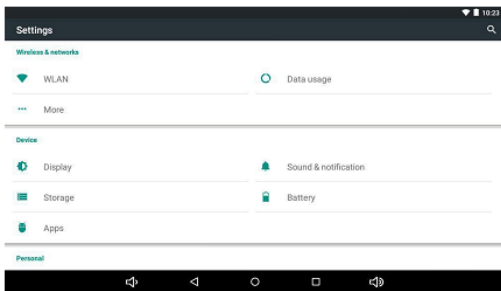 10:23
Settings
Wireless & networks
WLAN
Data usage
More
Device
Display
Sound & notification
Storage
Battery
Apps
Personal